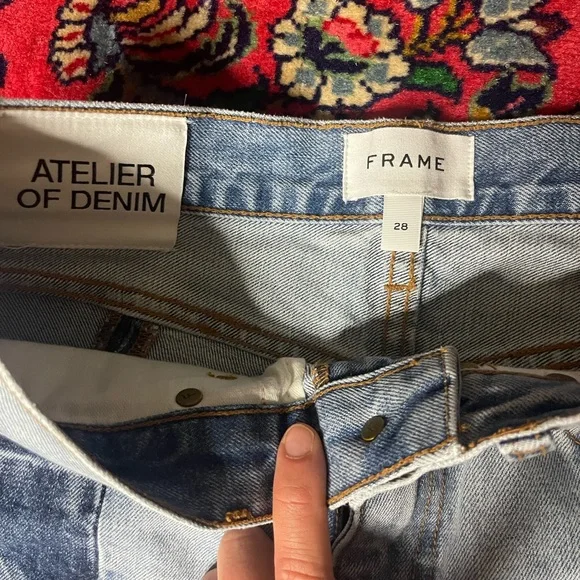 ATELIER
OF DENIM
FRAME
28